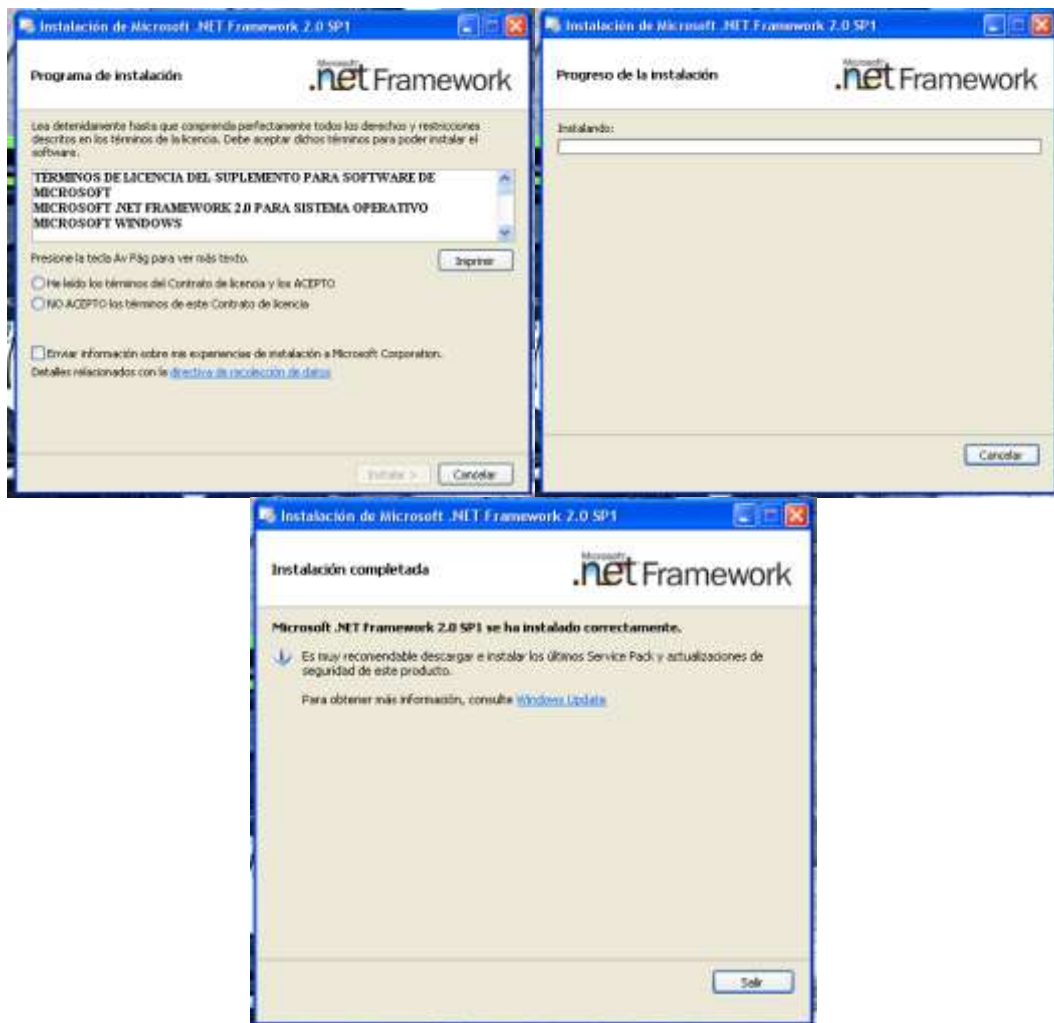 Instalación de Microsoft .NET Framework 2.0 SP1
Programa de instalación
Microsoft
.net Framework
Lea detenidamente hasta que comprenda perfectamente todos los derechos y restricciones
descritos en los términos de la licencia. Debe aceptar dichos términos para poder instalar el
software.
TÉRMINOS DE LICENCIA DEL SUPLEMENTO PARA SOFTWARE DE
MICROSOFT
MICROSOFT .NET FRAMEWORK 2.0 PARA SISTEMA OPERATIVO
MICROSOFT WINDOWS
Presione la tecla Av Pág para ver más texto.
Imprimir
He leído los términos del Contrato de licencia y los ACEPTO
NO ACEPTO los términos de este Contrato de licencia
Enviar información sobre mis experiencias de instalación a Microsoft Corporation.
Detalles relacionados con la directiva de recolección de datos
Instalar >
Cancelar
Instalación de Microsoft .NET Framework 2.0 SP1
Progreso de la instalación
Microsoft
.net Framework
Instalando:
Cancelar
Instalación de Microsoft .NET Framework 2.0 SP1
Instalación completada
Microsoft
.net Framework
Microsoft .NET Framework 2.0 SP1 se ha instalado correctamente.
Es muy recomendable descargar e instalar los últimos Service Pack y actualizaciones de
seguridad de este producto.
Para obtener más información, consulte Windows Update
Salir